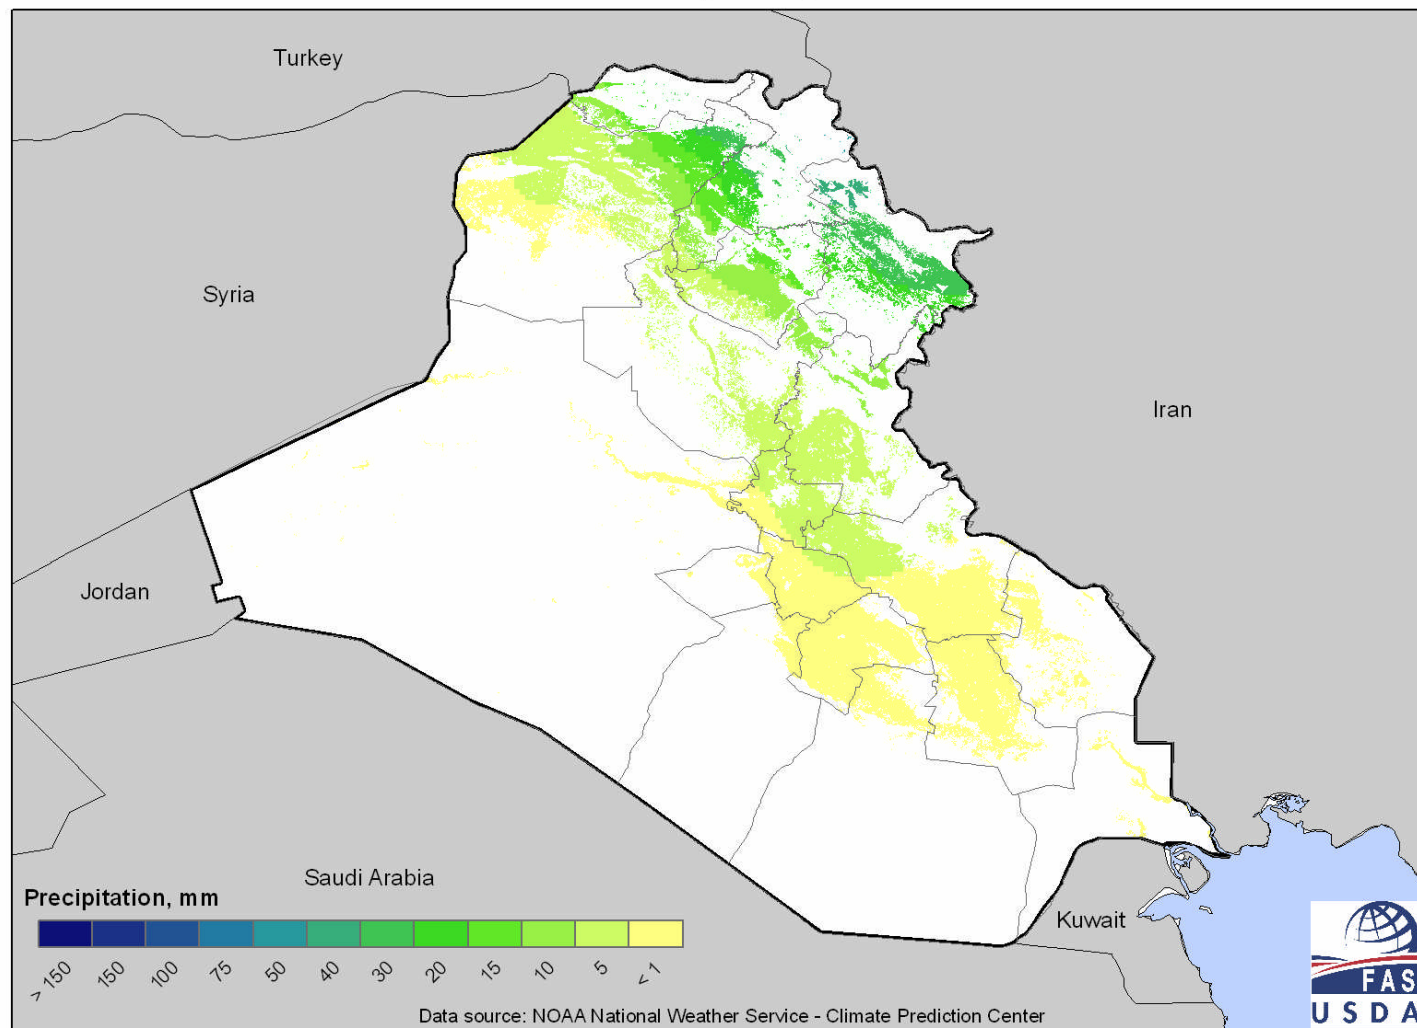 Turkey
Syria
Iran
Jordan
Saudi Arabia
Kuwait
Precipitation, mm
> 150 150 100 75 50 40 30 20 15 10 5 < 1
Data source: NOAA National Weather Service - Climate Prediction Center
FAS
USDA